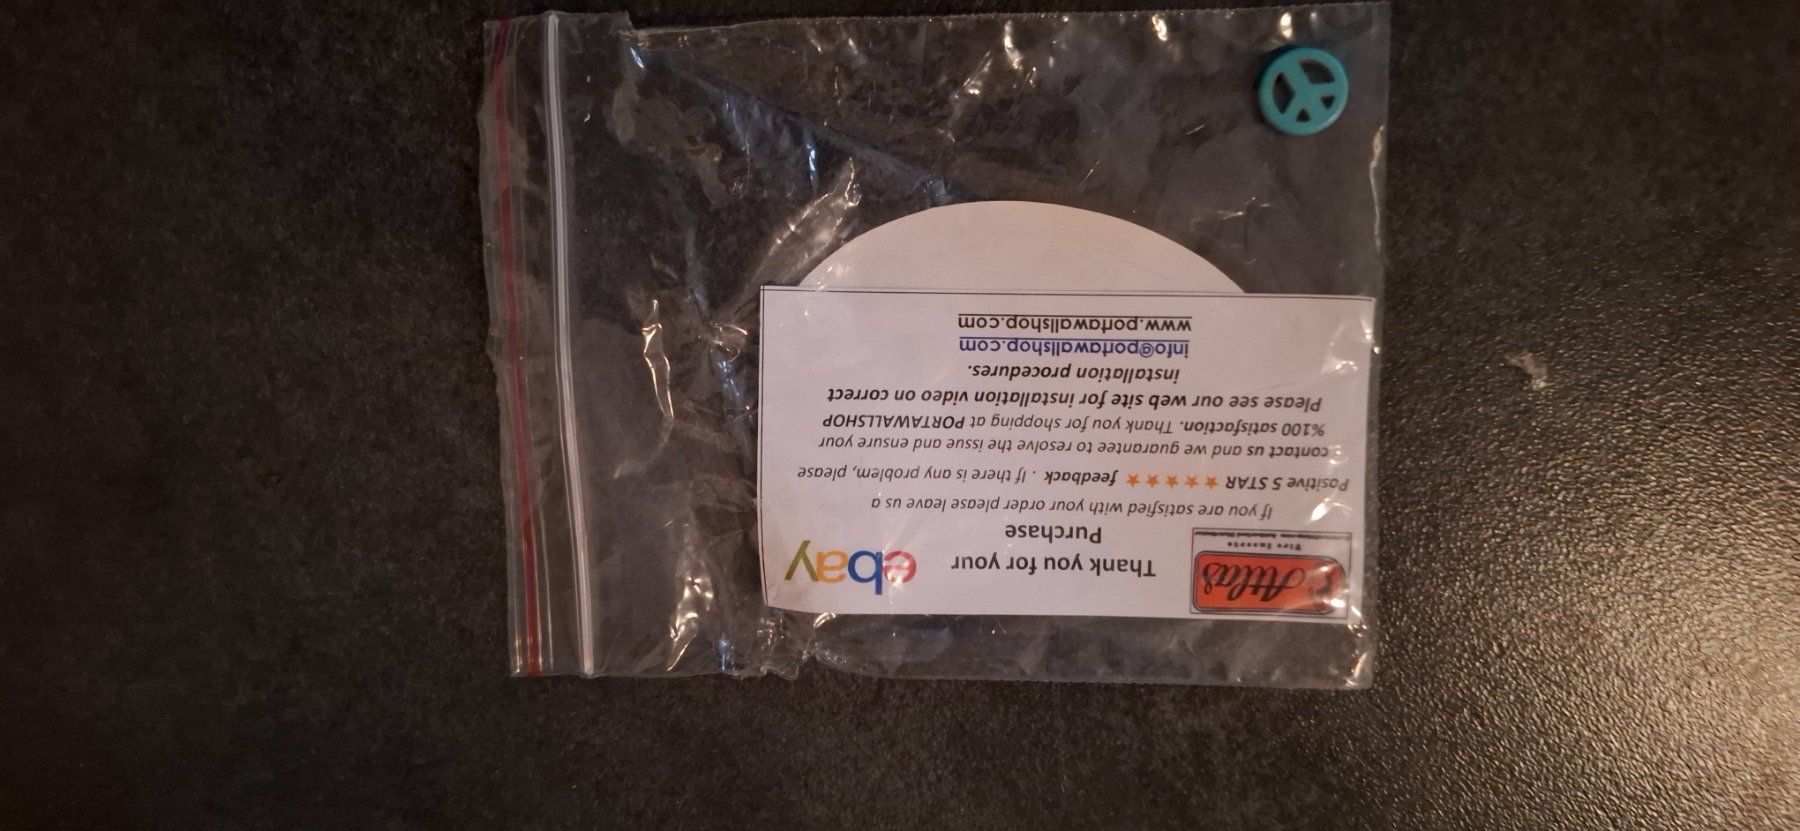 Atlas
Tire Inserts
Thank you for your
Purchase
ebay
If you are satisfied with your order please leave us a
Positive 5 STAR ★★★★★ feedback . If there is any problem, please
contact us and we guarantee to resolve the issue and ensure your
%100 satisfaction. Thank you for shopping at PORTAWALLSHOP
Please see our web site for installation video on correct
installation procedures.
info@portawallshop.com
www.portawallshop.com